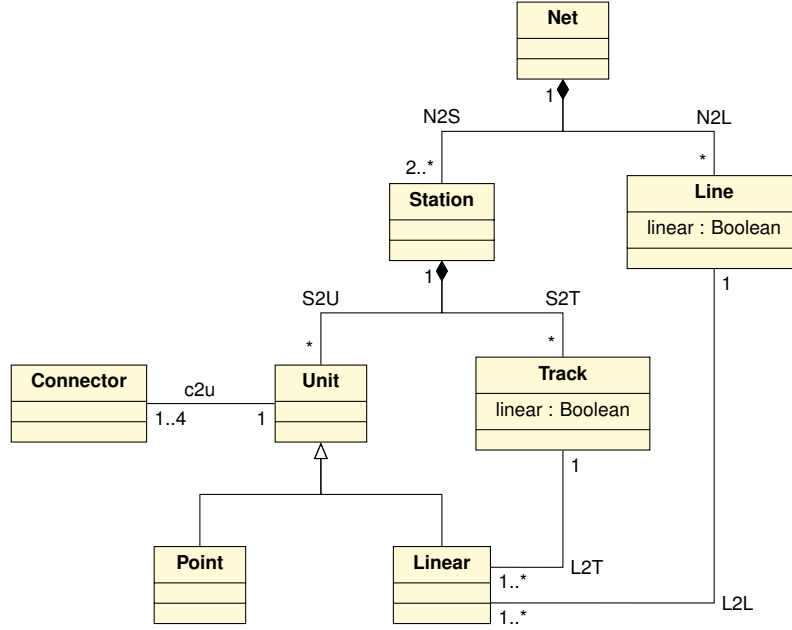 Net
1
N2S
N2L
2..*
*
Station
Line
linear : Boolean
1
1
S2U
S2T
*
*
Connector
c2u
Unit
Track
1..4
1
linear : Boolean
1
Point
Linear
1..*
L2T
1..*
L2L